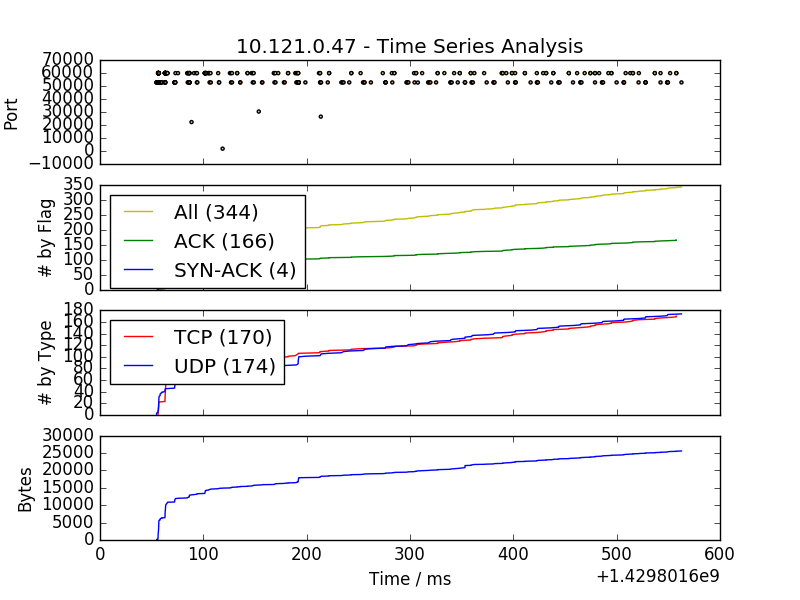 10.121.0.47 - Time Series Analysis
70000
60000
50000
40000
30000
20000
10000
0
−10000
Port
350
300
250
200
150
100
50
0
# by Flag
All (344)
ACK (166)
SYN-ACK (4)
180
160
140
120
100
80
60
40
20
0
# by Type
TCP (170)
UDP (174)
30000
25000
20000
15000
10000
5000
0
Bytes
0 100 200 300 400 500 600
Time / ms
+1.4298016e9